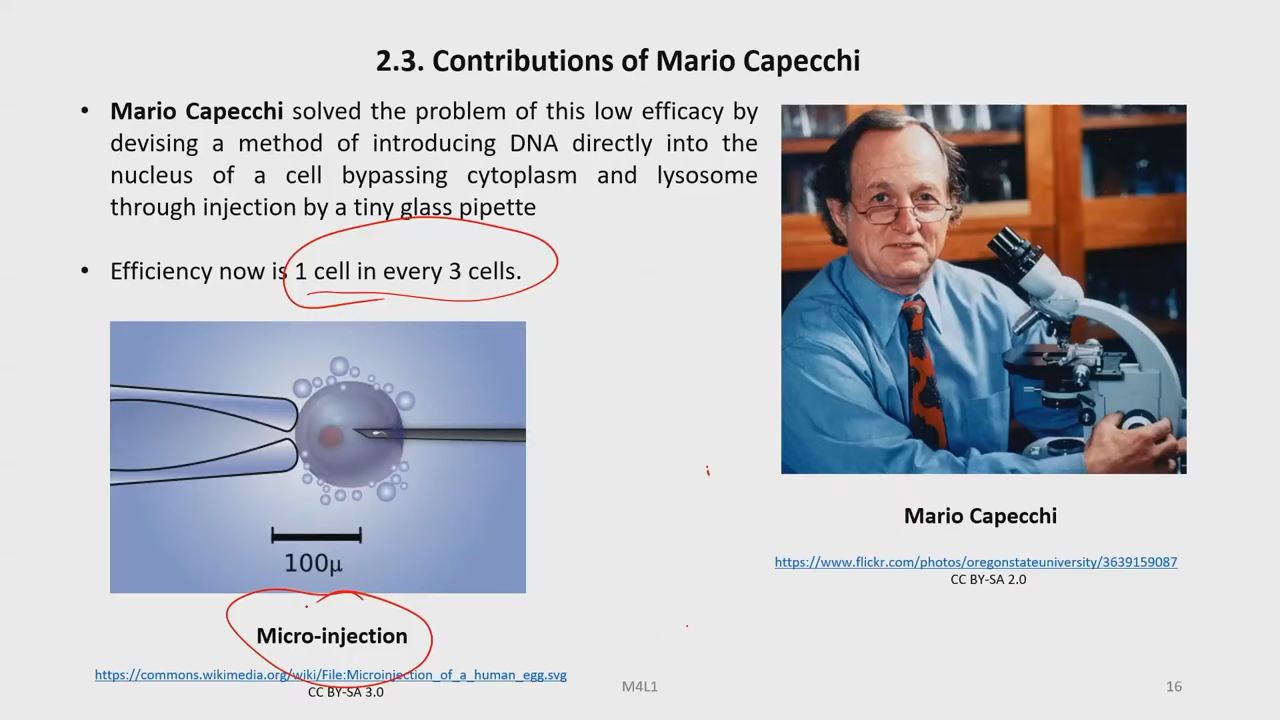 2.3. Contributions of Mario Capecchi
• Mario Capecchi solved the problem of this low efficacy by
devising a method of introducing DNA directly into the
nucleus of a cell bypassing cytoplasm and lysosome
through injection by a tiny glass pipette
• Efficiency now is 1 cell in every 3 cells.
100μ
Micro-injection
https://commons.wikimedia.org/wiki/File:Microinjection_of_a_human_egg.svg
CC BY-SA 3.0
Mario Capecchi
https://www.flickr.com/photos/oregonstateuniversity/3639159087
CC BY-SA 2.0
M4L1
16